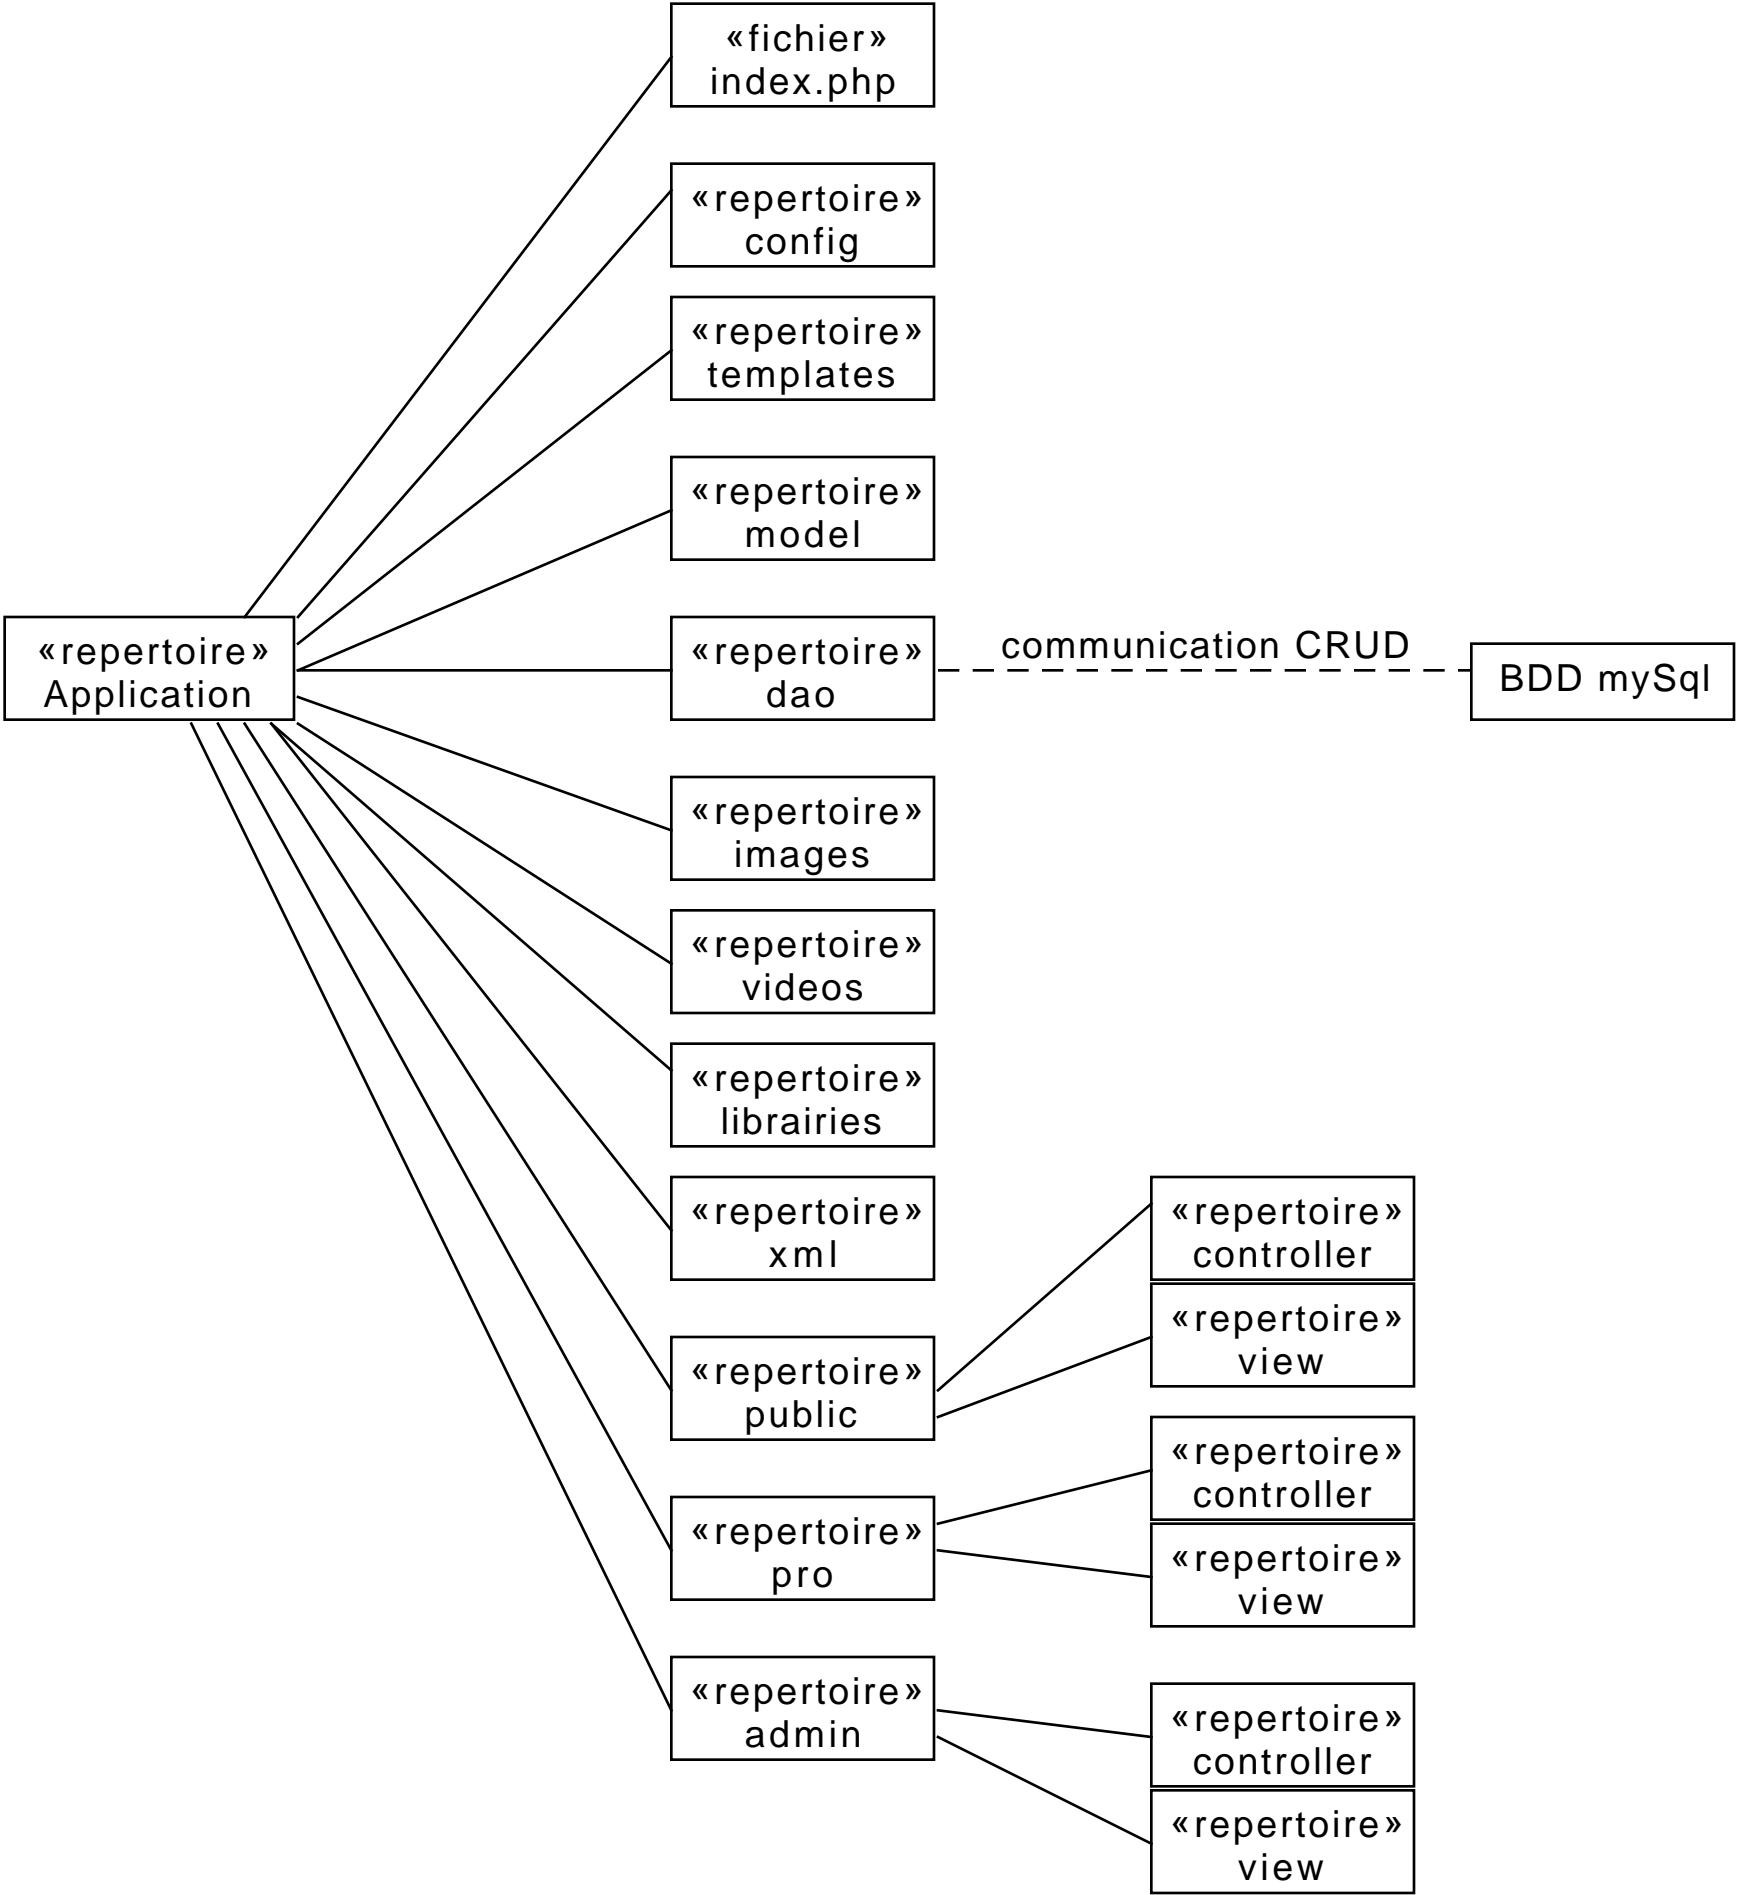 «fichier»
index.php
«repertoire»
config
«repertoire»
templates
«repertoire»
model
«repertoire»
Application
«repertoire»
dao
communication CRUD
BDD mySql
«repertoire»
images
«repertoire»
videos
«repertoire»
librairies
«repertoire»
xml
«repertoire»
controller
«repertoire»
view
«repertoire»
public
«repertoire»
controller
«repertoire»
view
«repertoire»
pro
«repertoire»
admin
«repertoire»
controller
«repertoire»
view